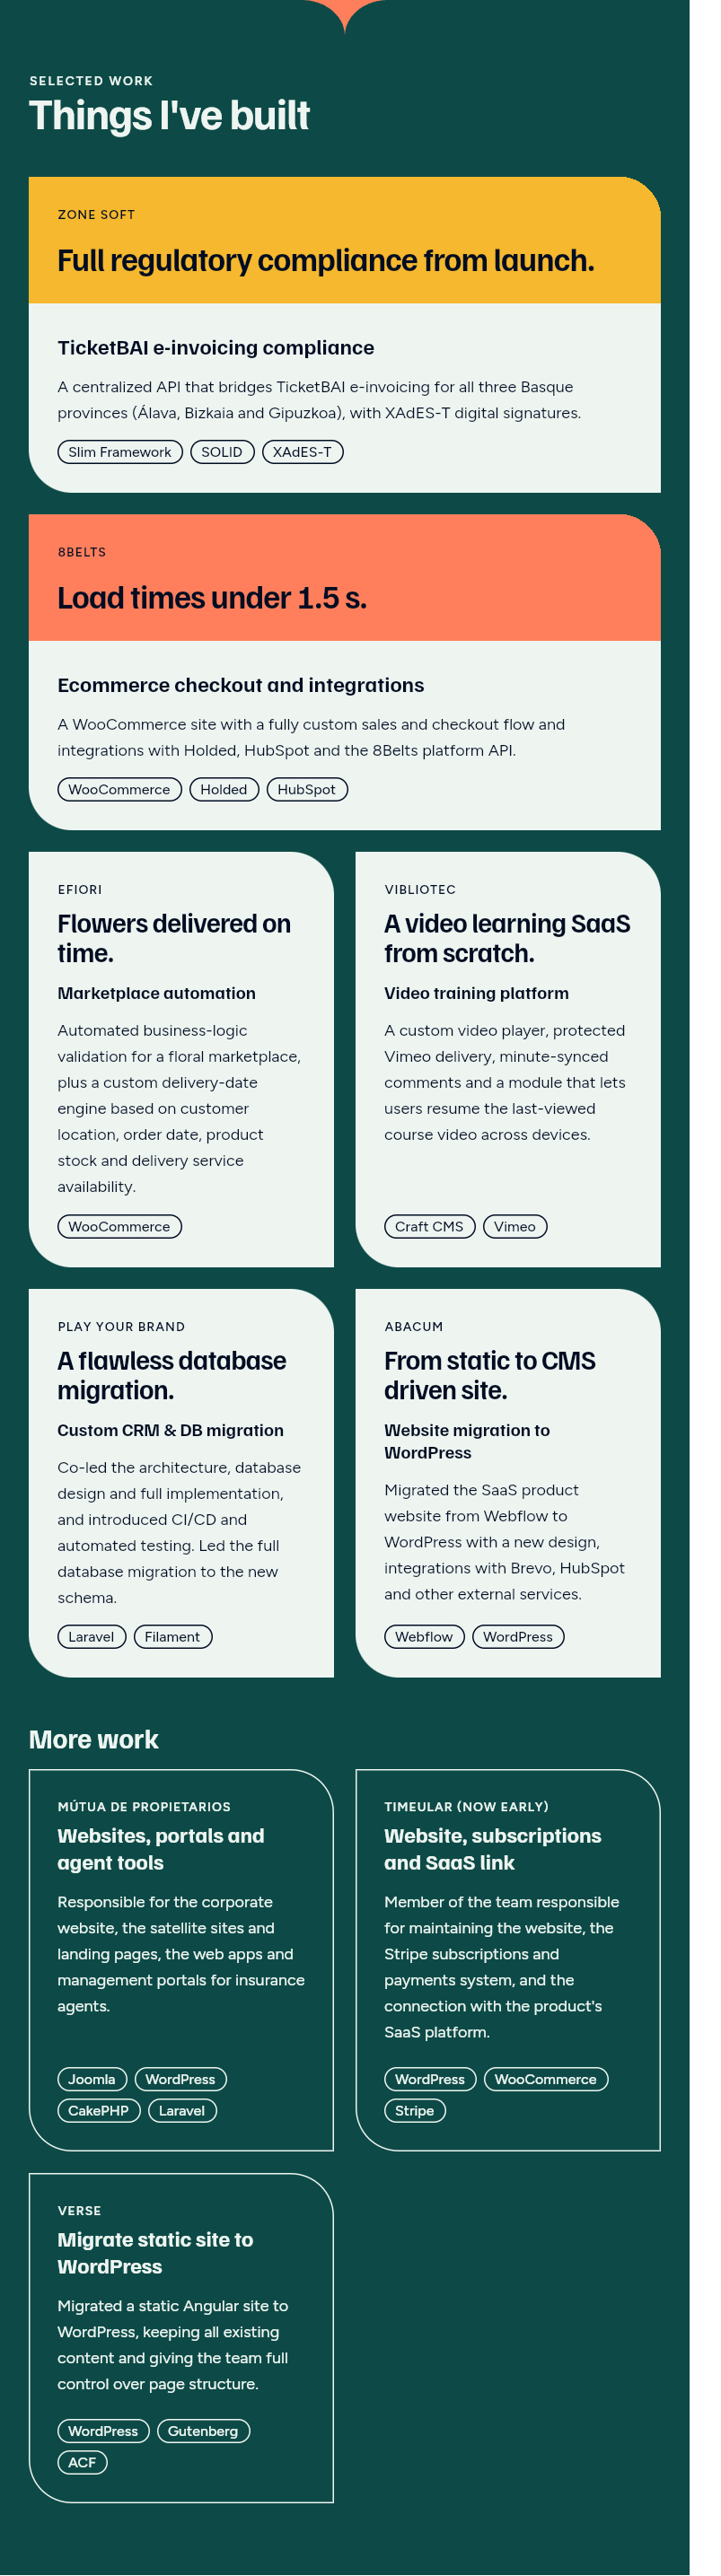 SELECTED WORK
Things I've built
ZONE SOFT
Full regulatory compliance from launch.
TicketBAI e-invoicing compliance
A centralized API that bridges TicketBAI e-invoicing for all three Basque
provinces (Álava, Bizkaia and Gipuzkoa), with XAdES-T digital signatures.
Slim Framework SOLID XAdES-T
8BELTS
Load times under 1.5 s.
Ecommerce checkout and integrations
A WooCommerce site with a fully custom sales and checkout flow and
integrations with Holded, HubSpot and the 8Belts platform API.
WooCommerce Holded HubSpot
EFIORI
Flowers delivered on
time.
Marketplace automation
Automated business-logic
validation for a floral marketplace,
plus a custom delivery-date
engine based on customer
location, order date, product
stock and delivery service
availability.
WooCommerce
VIBLIOTEC
A video learning SaaS
from scratch.
Video training platform
A custom video player, protected
Vimeo delivery, minute-synced
comments and a module that lets
users resume the last-viewed
course video across devices.
Craft CMS Vimeo
PLAY YOUR BRAND
A flawless database
migration.
Custom CRM & DB migration
Co-led the architecture, database
design and full implementation,
and introduced CI/CD and
automated testing. Led the full
database migration to the new
schema.
Laravel Filament
ABACUM
From static to CMS
driven site.
Website migration to
WordPress
Migrated the SaaS product
website from Webflow to
WordPress with a new design,
integrations with Brevo, HubSpot
and other external services.
Webflow WordPress
More work
MÚTUA DE PROPIETARIOS
Websites, portals and
agent tools
Responsible for the corporate
website, the satellite sites and
landing pages, the web apps and
management portals for insurance
agents.
Joomla WordPress
CakePHP Laravel
TIMEULAR (NOW EARLY)
Website, subscriptions
and SaaS link
Member of the team responsible
for maintaining the website, the
Stripe subscriptions and
payments system, and the
connection with the product's
SaaS platform.
WordPress WooCommerce
Stripe
VERSE
Migrate static site to
WordPress
Migrated a static Angular site to
WordPress, keeping all existing
content and giving the team full
control over page structure.
WordPress Gutenberg
ACF